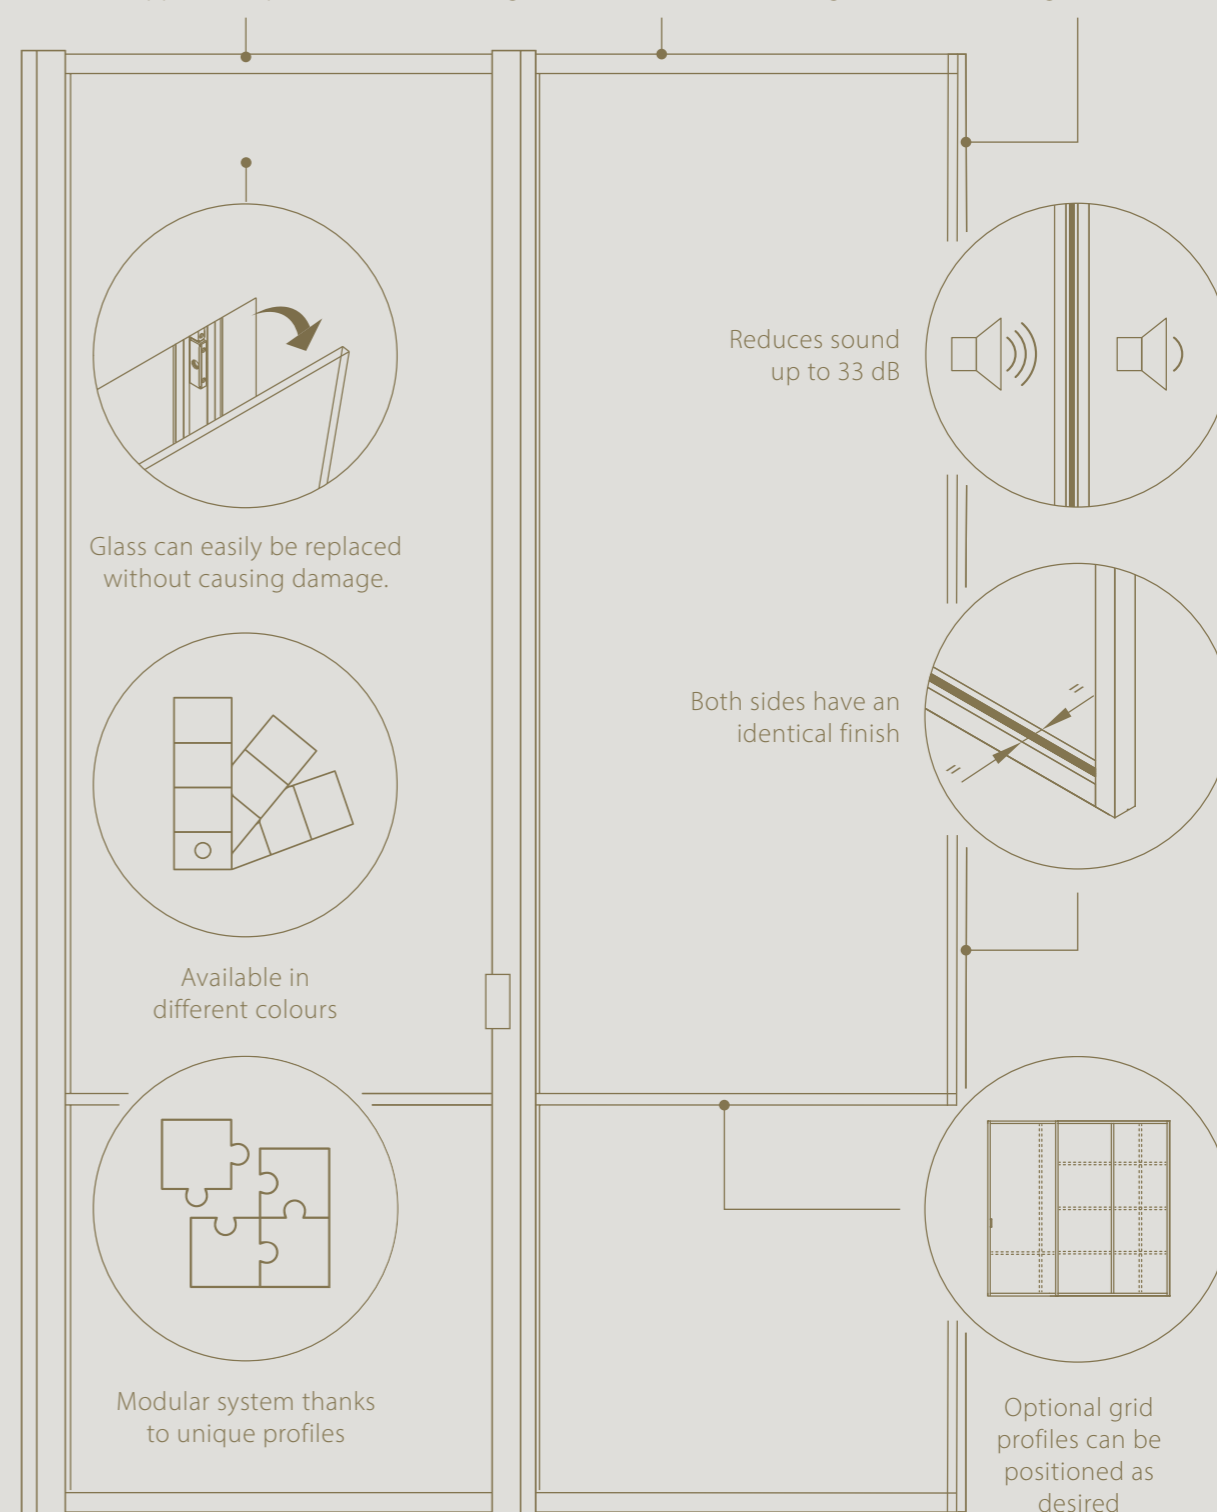 Reduces sound
up to 33 dB
Glass can easily be replaced
without causing damage.
Both sides have an
identical finish
Available in
different colours
Modular system thanks
to unique profiles
Optional grid
profiles can be
positioned as
desired